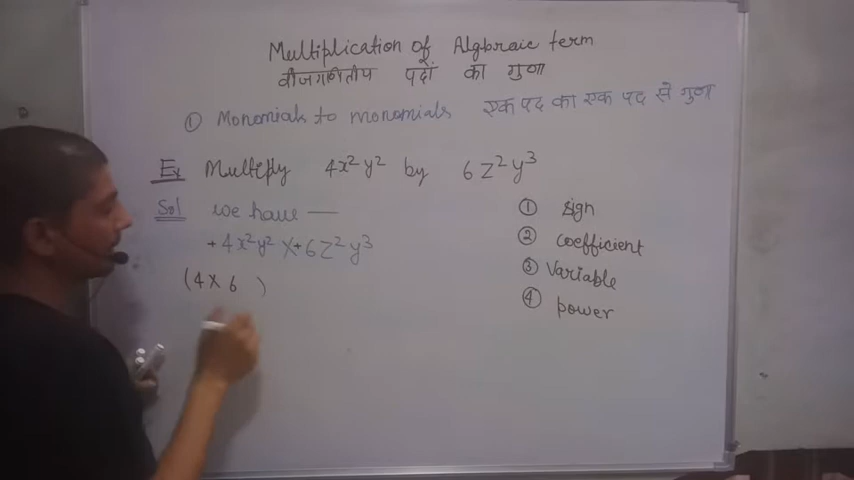 Multiplication of Algbraic term
बीजगणितीय पदों का गुणा
① Monomials to monomials एक पद का एक पद से गुणा
Ex Multiply 4x²y² by 6z²y³
Sol we have —
+4x²y² × +6z²y³
(4×6 )
① sign
② coefficient
③ Variable
④ power